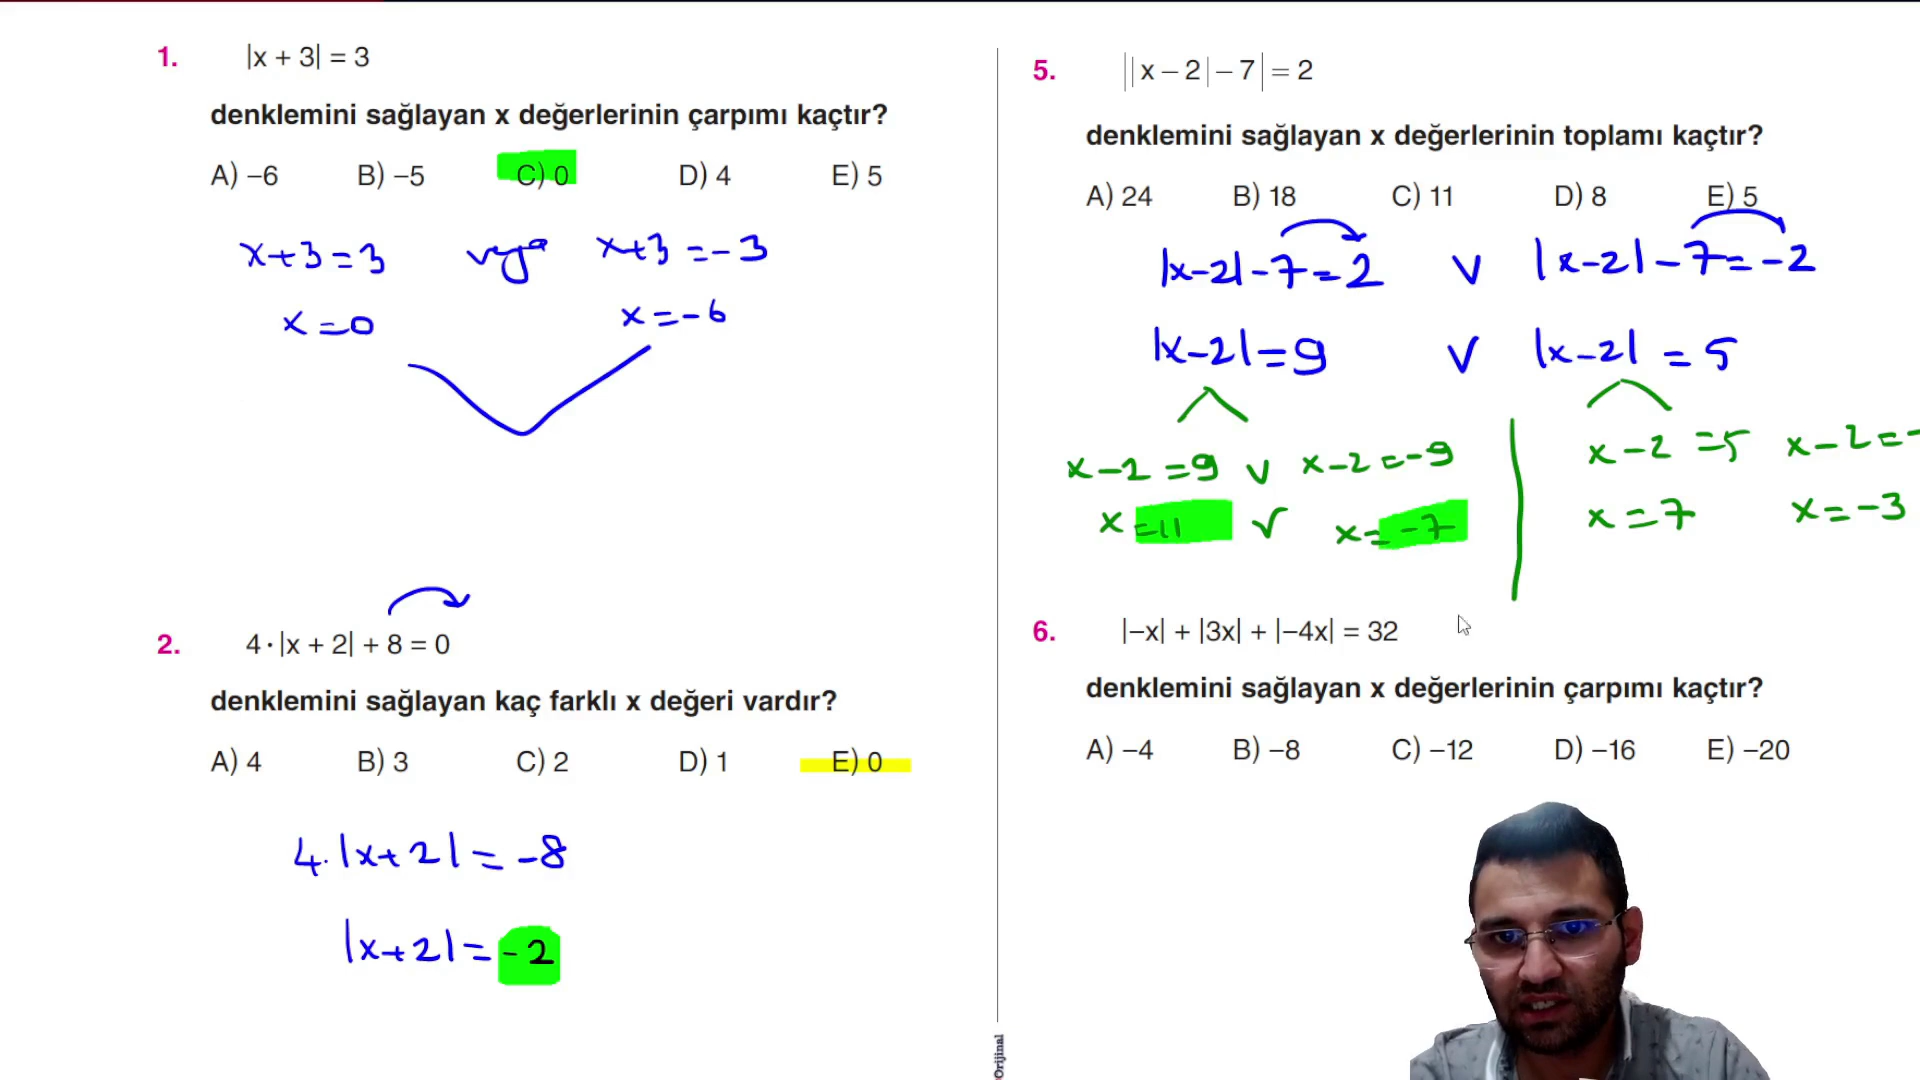 1. |x + 3| = 3
denklemini sağlayan x değerlerinin çarpımı kaçtır?
A) –6 B) –5 C) 0 D) 4 E) 5
x+3=3 veya x+3=-3
x=0 x=-6
2. 4·|x + 2| + 8 = 0
denklemini sağlayan kaç farklı x değeri vardır?
A) 4 B) 3 C) 2 D) 1 E) 0
4.|x+2|=-8
|x+2|=-2
5. ||x – 2| – 7| = 2
denklemini sağlayan x değerlerinin toplamı kaçtır?
A) 24 B) 18 C) 11 D) 8 E) 5
|x-2|-7=2 V |x-2|-7=-2
|x-2|=9 V |x-2|=5
x-2=9 V x-2=-9 x-2=5 x-2=-
x=11 V x=-7 x=7 x=-3
6. |–x| + |3x| + |–4x| = 32
denklemini sağlayan x değerlerinin çarpımı kaçtır?
A) –4 B) –8 C) –12 D) –16 E) –20
Orijinal